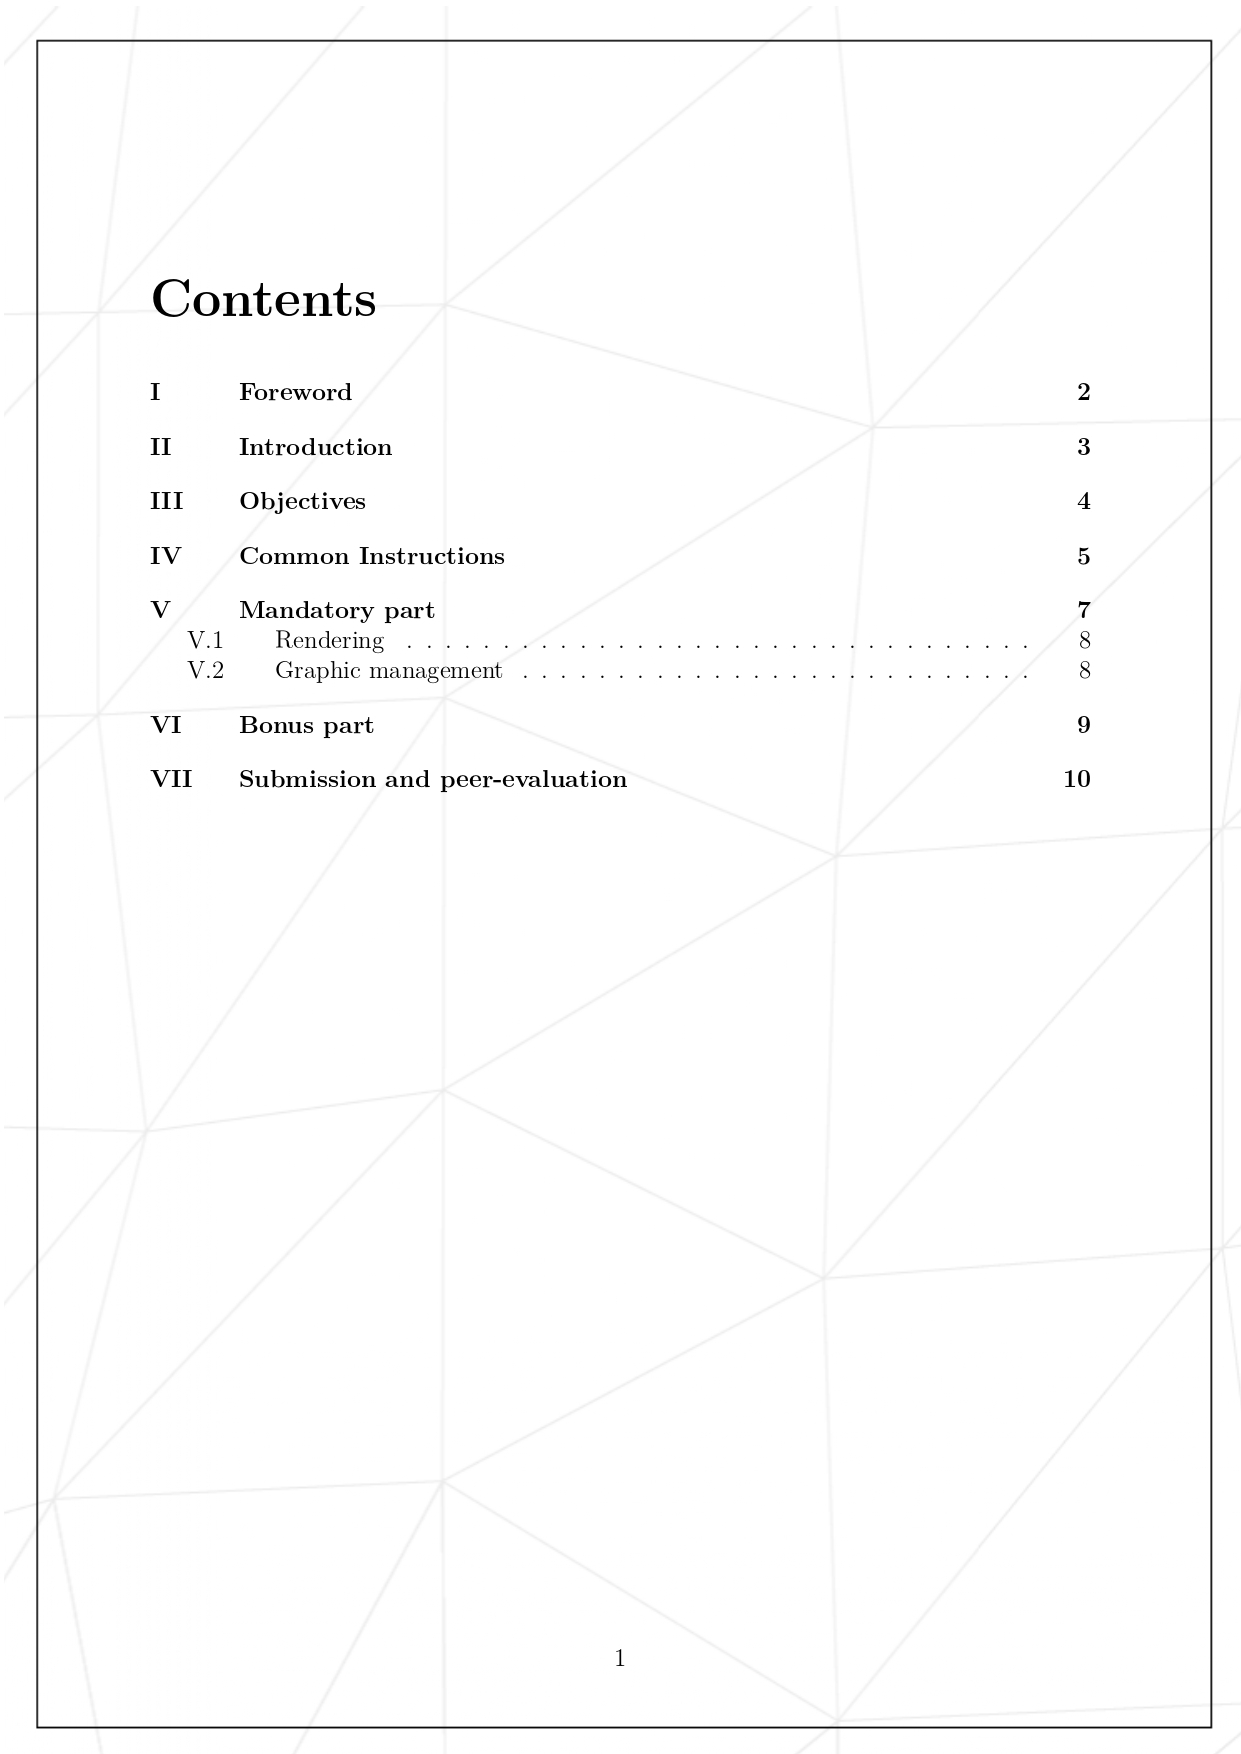 Contents
I Foreword 2
II Introduction 3
III Objectives 4
IV Common Instructions 5
V Mandatory part 7
V.1 Rendering . . . . . . . . . . . . . . . . . . . . . . . . . . . . . . . . . 8
V.2 Graphic management . . . . . . . . . . . . . . . . . . . . . . . . . . . 8
VI Bonus part 9
VII Submission and peer-evaluation 10
1